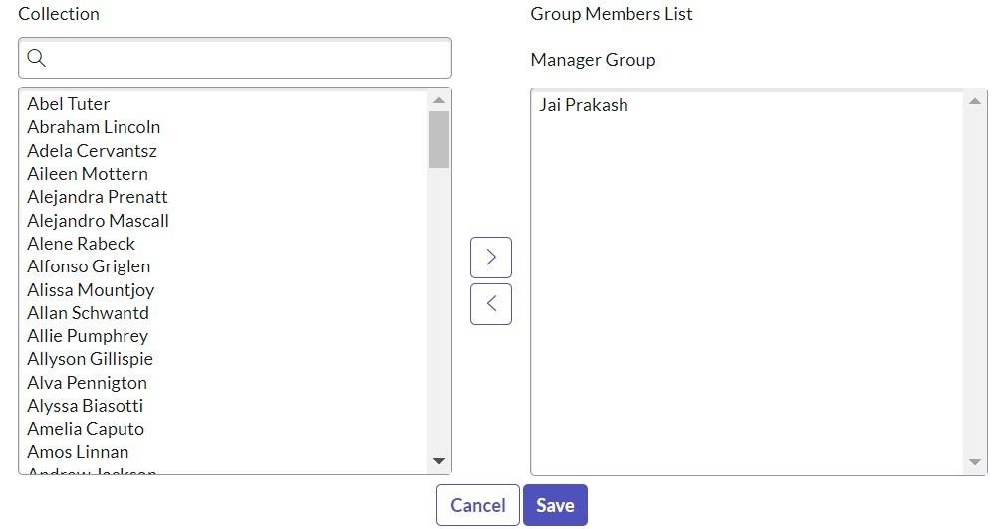 Collection
Abel Tuter
Abraham Lincoln
Adela Cervantsz
Aileen Mottern
Alejandra Prenatt
Alejandro Mascall
Alene Rabeck
Alfonso Griglen
Alissa Mountjoy
Allan Schwantd
Allie Pumphrey
Allyson Gillispie
Alva Pennigton
Alyssa Biasotti
Amelia Caputo
Amos Linnan
Andrew Jackson
Group Members List
Manager Group
Jai Prakash
Cancel
Save